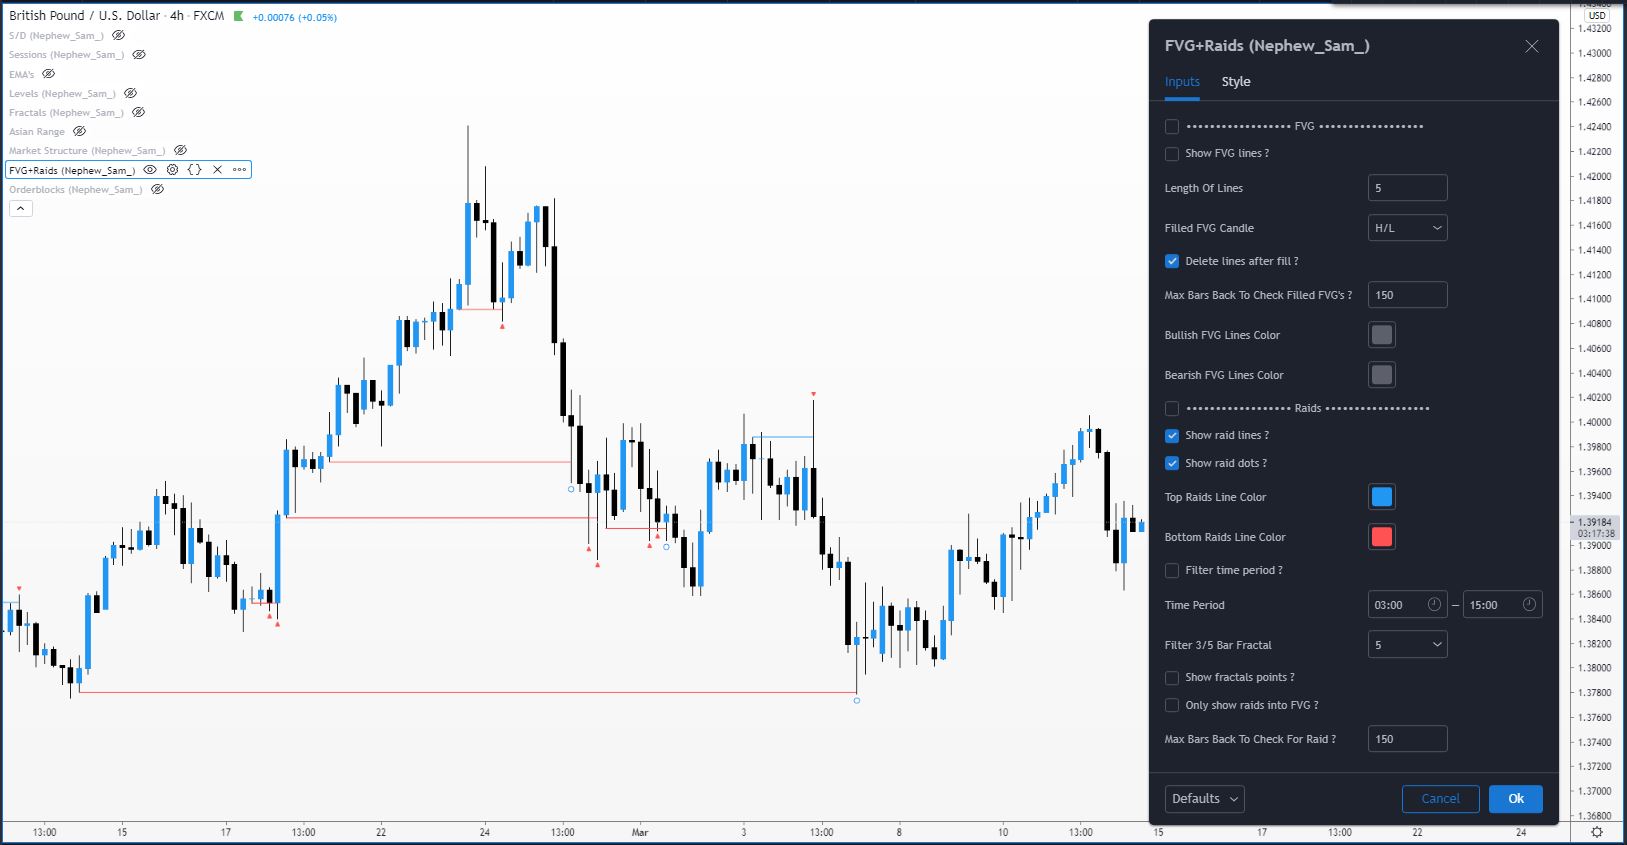 British Pound / U.S. Dollar · 4h · FXCM +0.00076 (+0.05%)
S/D (Nephew_Sam_)
Sessions (Nephew_Sam_)
EMA's
Levels (Nephew_Sam_)
Fractals (Nephew_Sam_)
Asian Range
Market Structure (Nephew_Sam_)
FVG+Raids (Nephew_Sam_)
Orderblocks (Nephew_Sam_)
FVG+Raids (Nephew_Sam_)
Inputs Style
FVG
Show FVG lines ?
Length Of Lines 5
Filled FVG Candle H/L
Delete lines after fill ?
Max Bars Back To Check Filled FVG's ? 150
Bullish FVG Lines Color
Bearish FVG Lines Color
Raids
Show raid lines ?
Show raid dots ?
Top Raids Line Color
Bottom Raids Line Color
Filter time period ?
Time Period 03:00 – 15:00
Filter 3/5 Bar Fractal 5
Show fractals points ?
Only show raids into FVG ?
Max Bars Back To Check For Raid ? 150
Defaults Cancel Ok
USD
1.43200
1.43000
1.42800
1.42600
1.42400
1.42200
1.42000
1.41800
1.41600
1.41400
1.41200
1.41000
1.40800
1.40600
1.40400
1.40200
1.40000
1.39800
1.39600
1.39400
1.39184
03:17:38
1.39000
1.38800
1.38600
1.38400
1.38200
1.38000
1.37800
1.37600
1.37400
1.37200
1.37000
1.36800
13:00 15 17 13:00 22 24 13:00 Mar 3 13:00 8 10 13:00 15 17 13:00 22 24